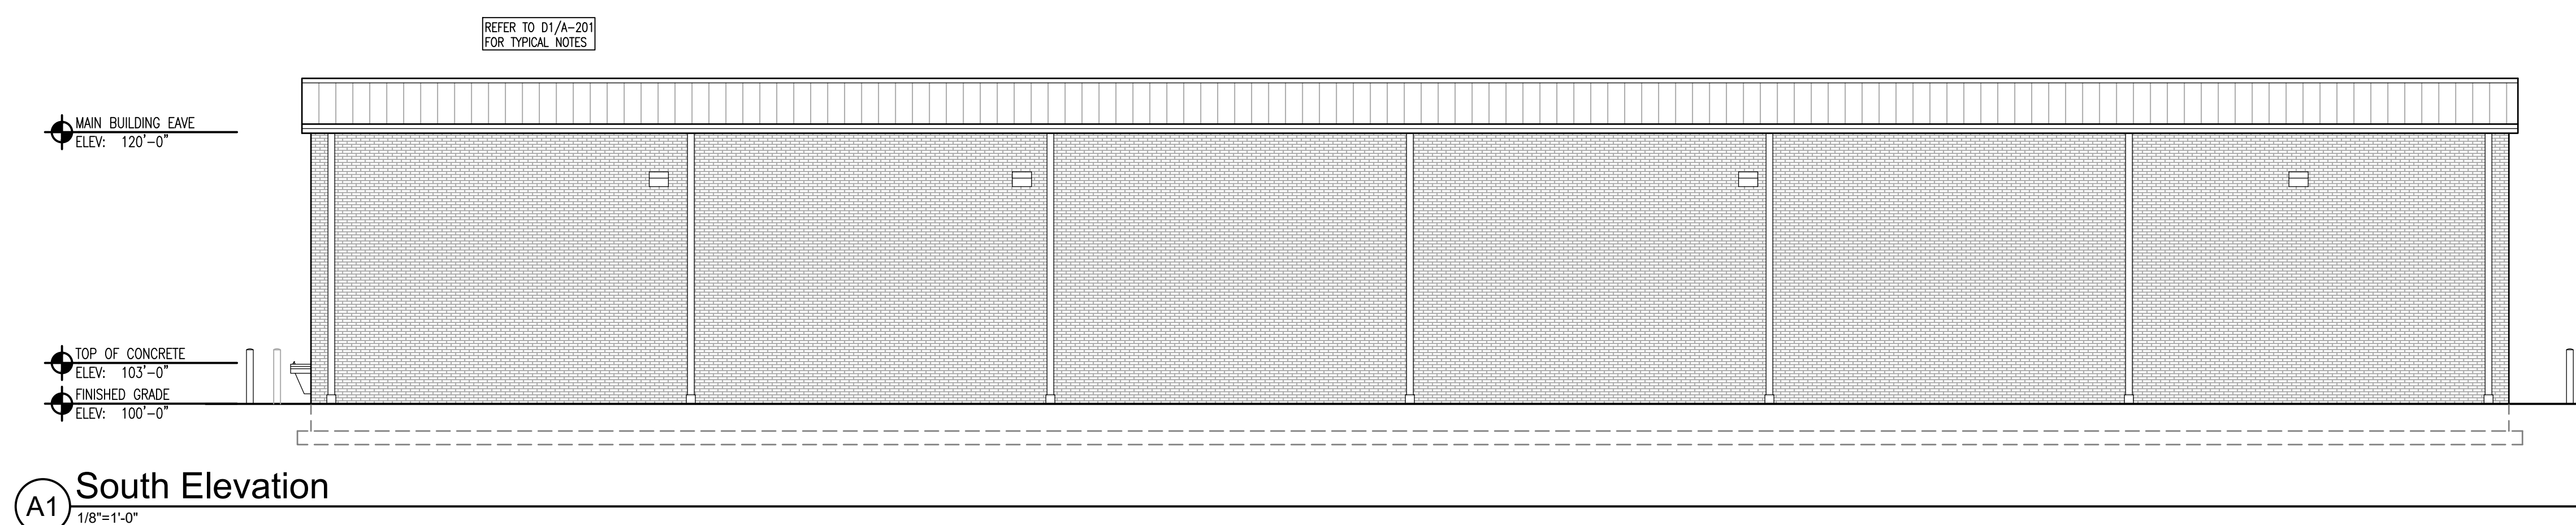 REFER TO D1/A-201
FOR TYPICAL NOTES
MAIN BUILDING EAVE
ELEV: 120'-0"
TOP OF CONCRETE
ELEV: 103'-0"
FINISHED GRADE
ELEV: 100'-0"
A1
South Elevation
1/8"=1'-0"